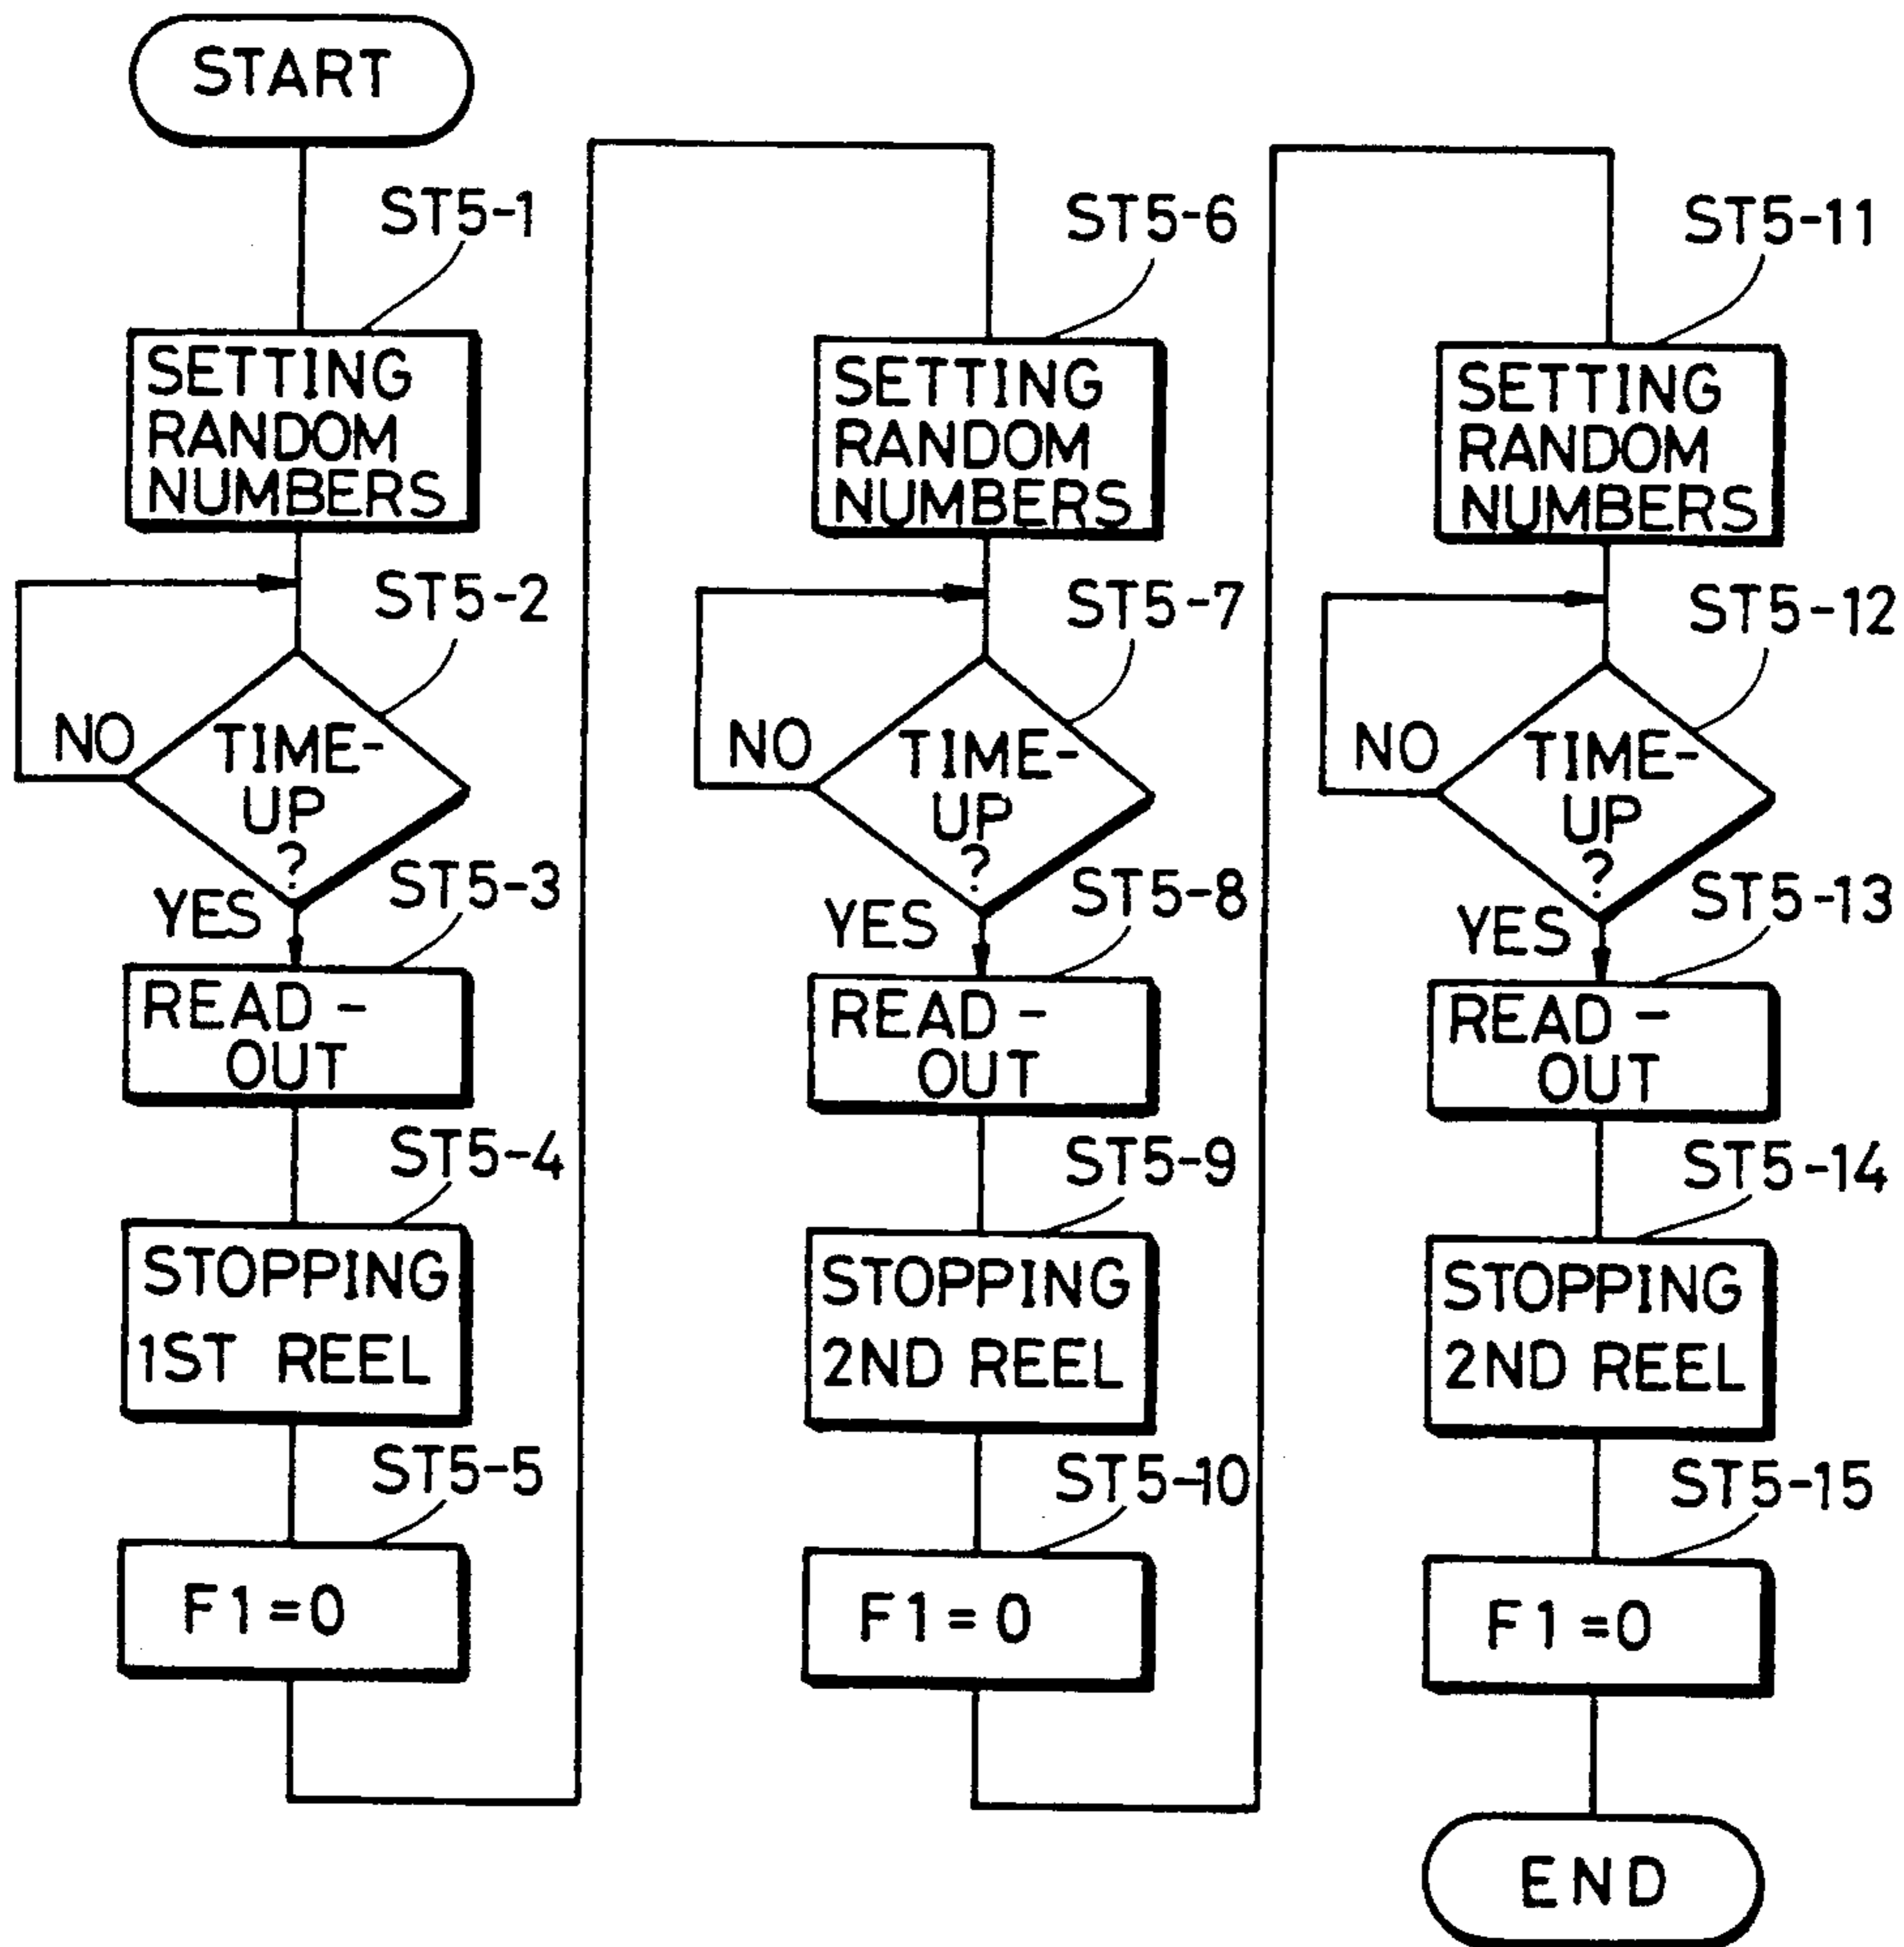 START
ST5-1
SETTING
RANDOM
NUMBERS
ST5-2
NO
TIME-
UP
?
YES
ST5-3
READ-
OUT
ST5-4
STOPPING
1ST REEL
ST5-5
F1=0
ST5-6
SETTING
RANDOM
NUMBERS
ST5-7
NO
TIME-
UP
?
YES
ST5-8
READ-
OUT
ST5-9
STOPPING
2ND REEL
ST5-10
F1=0
ST5-11
SETTING
RANDOM
NUMBERS
ST5-12
NO
TIME-
UP
?
YES
ST5-13
READ-
OUT
ST5-14
STOPPING
2ND REEL
ST5-15
F1=0
END